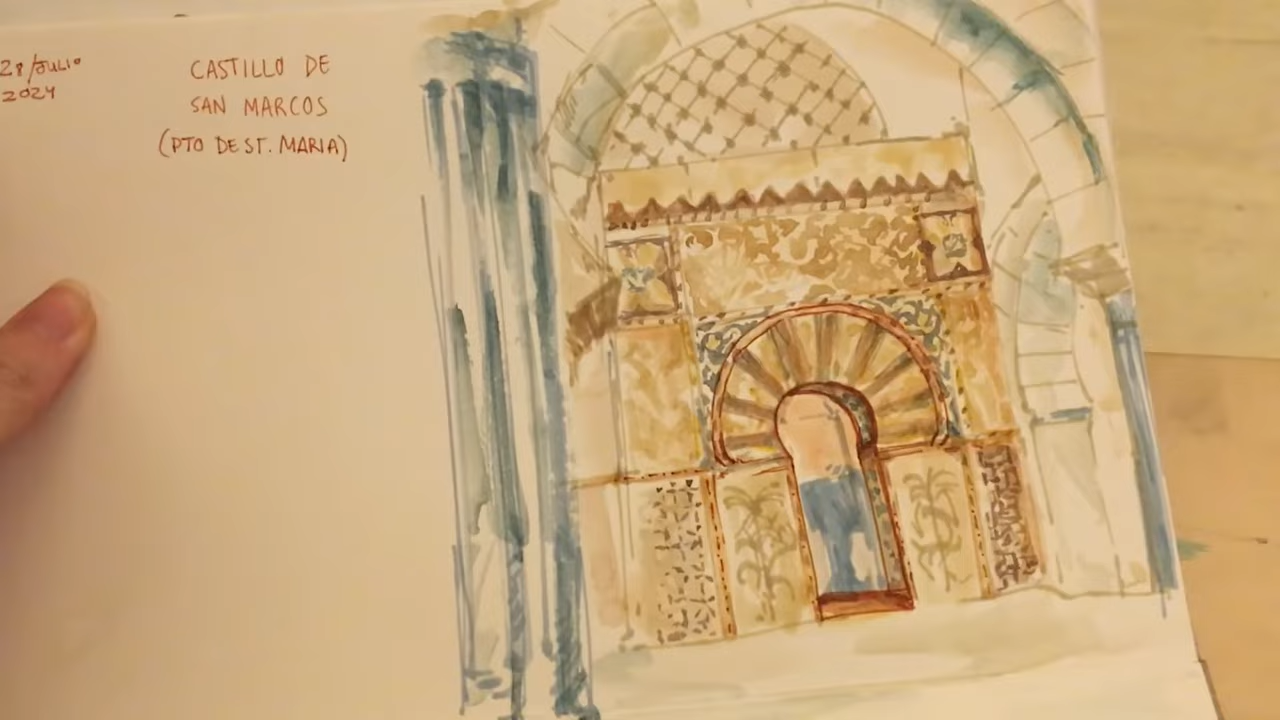 28/JULIO
2024
CASTILLO DE
SAN MARCOS
(PTO DE ST. MARIA)